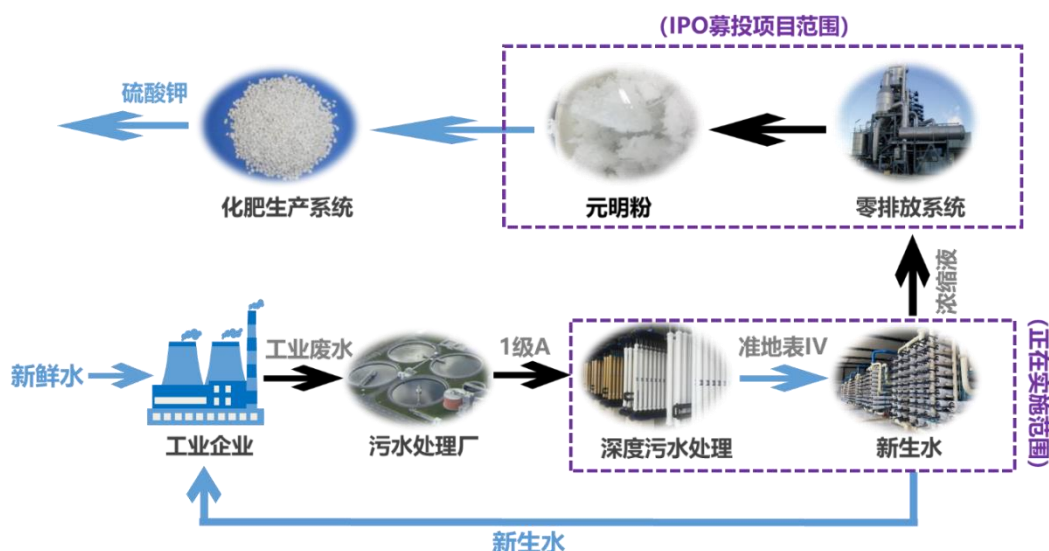 (IPO募投项目范围)
硫酸钾
化肥生产系统
元明粉
零排放系统
浓缩液
新鲜水
工业废水
1级A
准地表IV
工业企业
污水处理厂
深度污水处理
新生水
(正在实施范围)
新生水